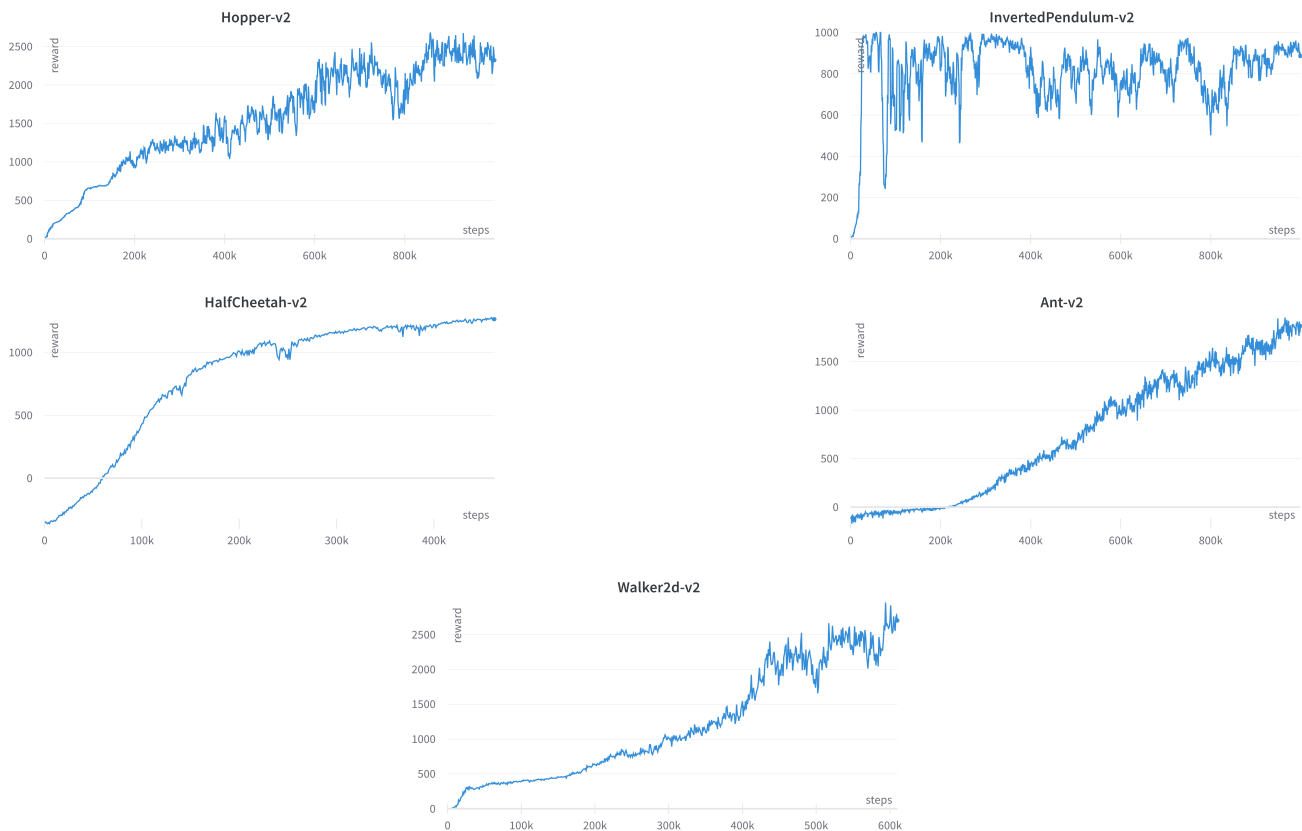 Hopper-v2
reward
2500
2000
1500
1000
500
0
steps
0 200k 400k 600k 800k
InvertedPendulum-v2
reward
1000
800
600
400
200
0
steps
0 200k 400k 600k 800k
HalfCheetah-v2
reward
1000
500
0
steps
0 100k 200k 300k 400k
Ant-v2
reward
1500
1000
500
0
steps
0 200k 400k 600k 800k
Walker2d-v2
reward
2500
2000
1500
1000
500
0
steps
0 100k 200k 300k 400k 500k 600k